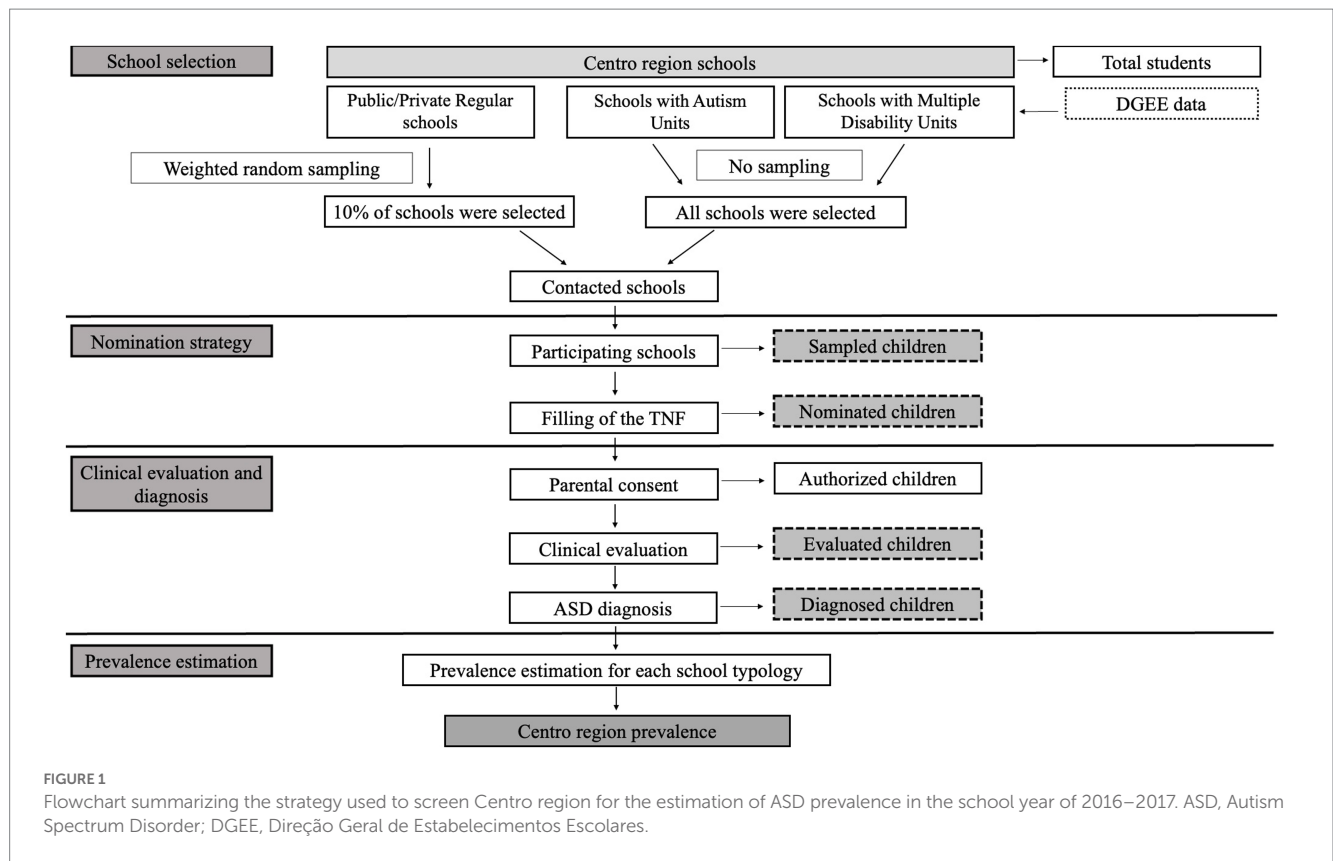 School selection
Centro region schools
Total students
Public/Private Regular
schools
Schools with Autism
Units
Schools with Multiple
Disability Units
DGEE data
Weighted random sampling
No sampling
10% of schools were selected
All schools were selected
Contacted schools
Nomination strategy
Participating schools
Sampled children
Filling of the TNF
Nominated children
Clinical evaluation and
diagnosis
Parental consent
Authorized children
Clinical evaluation
Evaluated children
ASD diagnosis
Diagnosed children
Prevalence estimation
Prevalence estimation for each school typology
Centro region prevalence
FIGURE 1
Flowchart summarizing the strategy used to screen Centro region for the estimation of ASD prevalence in the school year of 2016–2017. ASD, Autism
Spectrum Disorder; DGEE, Direção Geral de Estabelecimentos Escolares.